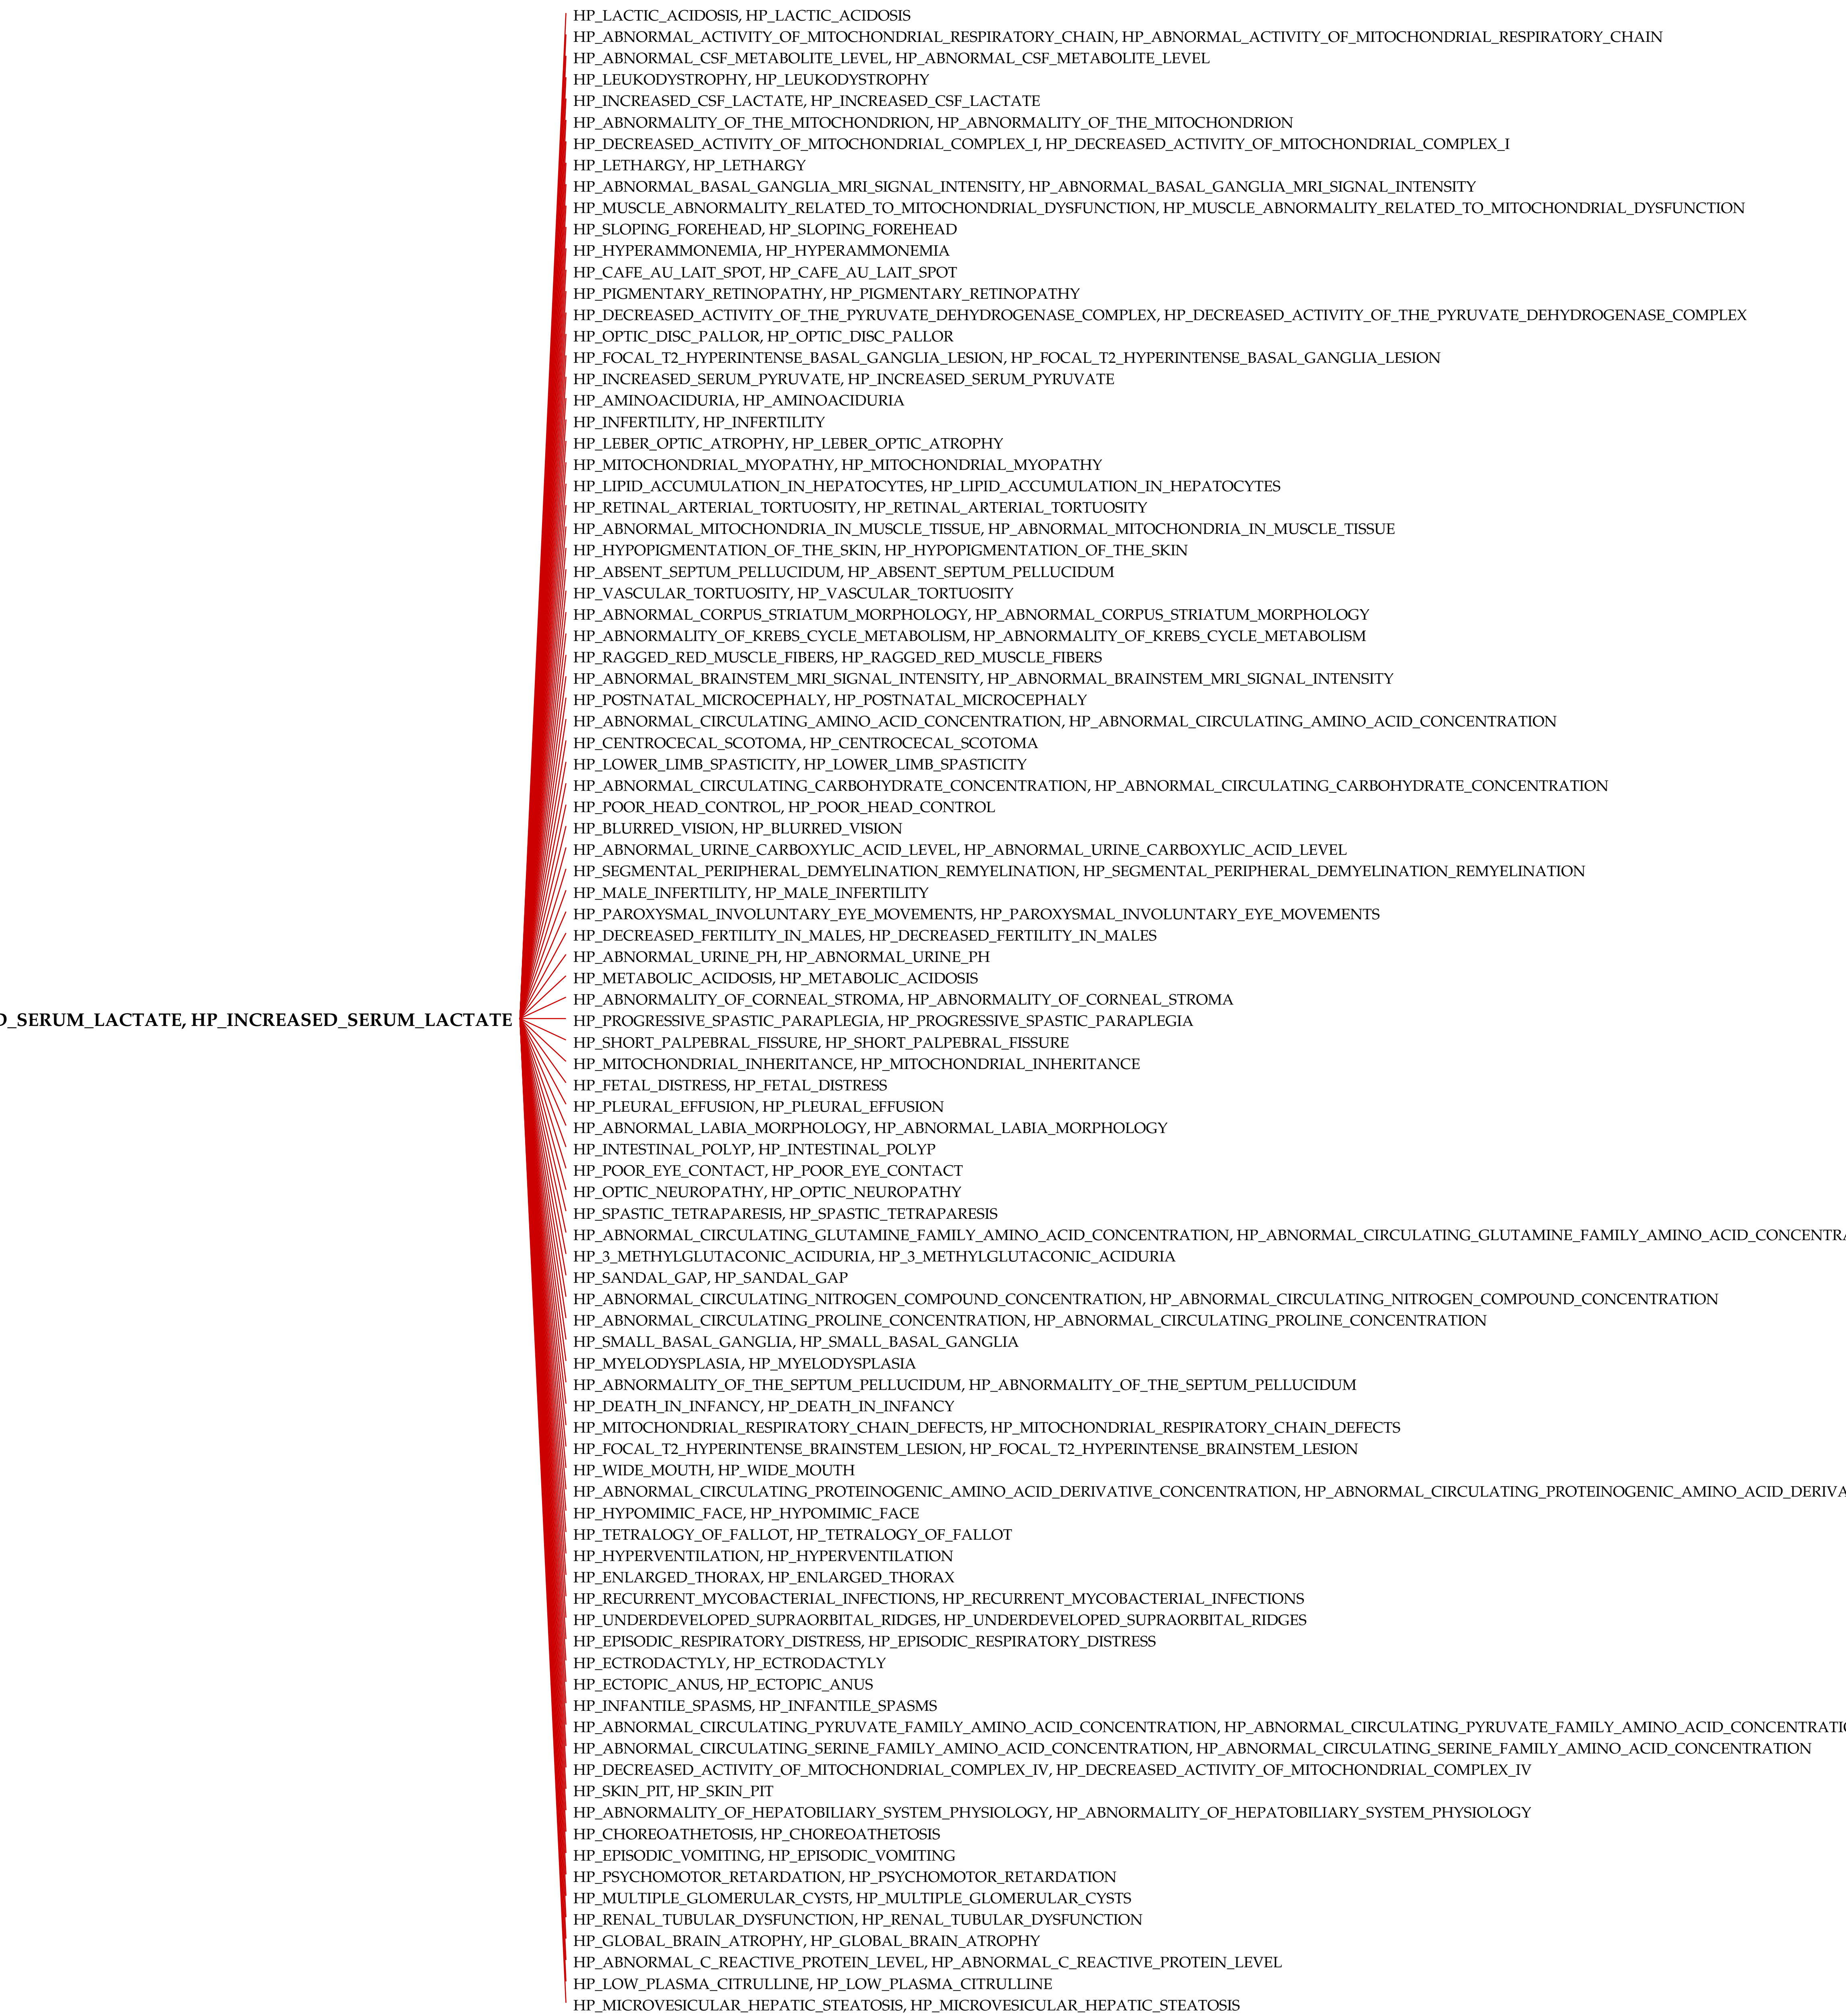 HP_LACTIC_ACIDOSIS, HP_LACTIC_ACIDOSIS
HP_ABNORMAL_ACTIVITY_OF_MITOCHONDRIAL_RESPIRATORY_CHAIN, HP_ABNORMAL_ACTIVITY_OF_MITOCHONDRIAL_RESPIRATORY_CHAIN
HP_ABNORMAL_CSF_METABOLITE_LEVEL, HP_ABNORMAL_CSF_METABOLITE_LEVEL
HP_LEUKODYSTROPHY, HP_LEUKODYSTROPHY
HP_INCREASED_CSF_LACTATE, HP_INCREASED_CSF_LACTATE
HP_ABNORMALITY_OF_THE_MITOCHONDRION, HP_ABNORMALITY_OF_THE_MITOCHONDRION
HP_DECREASED_ACTIVITY_OF_MITOCHONDRIAL_COMPLEX_I, HP_DECREASED_ACTIVITY_OF_MITOCHONDRIAL_COMPLEX_I
HP_LETHARGY, HP_LETHARGY
HP_ABNORMAL_BASAL_GANGLIA_MRI_SIGNAL_INTENSITY, HP_ABNORMAL_BASAL_GANGLIA_MRI_SIGNAL_INTENSITY
HP_MUSCLE_ABNORMALITY_RELATED_TO_MITOCHONDRIAL_DYSFUNCTION, HP_MUSCLE_ABNORMALITY_RELATED_TO_MITOCHONDRIAL_DYSFUNCTION
HP_SLOPING_FOREHEAD, HP_SLOPING_FOREHEAD
HP_HYPERAMMONEMIA, HP_HYPERAMMONEMIA
HP_CAFE_AU_LAIT_SPOT, HP_CAFE_AU_LAIT_SPOT
HP_PIGMENTARY_RETINOPATHY, HP_PIGMENTARY_RETINOPATHY
HP_DECREASED_ACTIVITY_OF_THE_PYRUVATE_DEHYDROGENASE_COMPLEX, HP_DECREASED_ACTIVITY_OF_THE_PYRUVATE_DEHYDROGENASE_COMPLEX
HP_OPTIC_DISC_PALLOR, HP_OPTIC_DISC_PALLOR
HP_FOCAL_T2_HYPERINTENSE_BASAL_GANGLIA_LESION, HP_FOCAL_T2_HYPERINTENSE_BASAL_GANGLIA_LESION
HP_INCREASED_SERUM_PYRUVATE, HP_INCREASED_SERUM_PYRUVATE
HP_AMINOACIDURIA, HP_AMINOACIDURIA
HP_INFERTILITY, HP_INFERTILITY
HP_LEBER_OPTIC_ATROPHY, HP_LEBER_OPTIC_ATROPHY
HP_MITOCHONDRIAL_MYOPATHY, HP_MITOCHONDRIAL_MYOPATHY
HP_LIPID_ACCUMULATION_IN_HEPATOCYTES, HP_LIPID_ACCUMULATION_IN_HEPATOCYTES
HP_RETINAL_ARTERIAL_TORTUOSITY, HP_RETINAL_ARTERIAL_TORTUOSITY
HP_ABNORMAL_MITOCHONDRIA_IN_MUSCLE_TISSUE, HP_ABNORMAL_MITOCHONDRIA_IN_MUSCLE_TISSUE
HP_HYPOPIGMENTATION_OF_THE_SKIN, HP_HYPOPIGMENTATION_OF_THE_SKIN
HP_ABSENT_SEPTUM_PELLUCIDUM, HP_ABSENT_SEPTUM_PELLUCIDUM
HP_VASCULAR_TORTUOSITY, HP_VASCULAR_TORTUOSITY
HP_ABNORMAL_CORPUS_STRIATUM_MORPHOLOGY, HP_ABNORMAL_CORPUS_STRIATUM_MORPHOLOGY
HP_ABNORMALITY_OF_KREBS_CYCLE_METABOLISM, HP_ABNORMALITY_OF_KREBS_CYCLE_METABOLISM
HP_RAGGED_RED_MUSCLE_FIBERS, HP_RAGGED_RED_MUSCLE_FIBERS
HP_ABNORMAL_BRAINSTEM_MRI_SIGNAL_INTENSITY, HP_ABNORMAL_BRAINSTEM_MRI_SIGNAL_INTENSITY
HP_POSTNATAL_MICROCEPHALY, HP_POSTNATAL_MICROCEPHALY
HP_ABNORMAL_CIRCULATING_AMINO_ACID_CONCENTRATION, HP_ABNORMAL_CIRCULATING_AMINO_ACID_CONCENTRATION
HP_CENTROCECAL_SCOTOMA, HP_CENTROCECAL_SCOTOMA
HP_LOWER_LIMB_SPASTICITY, HP_LOWER_LIMB_SPASTICITY
HP_ABNORMAL_CIRCULATING_CARBOHYDRATE_CONCENTRATION, HP_ABNORMAL_CIRCULATING_CARBOHYDRATE_CONCENTRATION
HP_POOR_HEAD_CONTROL, HP_POOR_HEAD_CONTROL
HP_BLURRED_VISION, HP_BLURRED_VISION
HP_ABNORMAL_URINE_CARBOXYLIC_ACID_LEVEL, HP_ABNORMAL_URINE_CARBOXYLIC_ACID_LEVEL
HP_SEGMENTAL_PERIPHERAL_DEMYELINATION_REMYELINATION, HP_SEGMENTAL_PERIPHERAL_DEMYELINATION_REMYELINATION
HP_MALE_INFERTILITY, HP_MALE_INFERTILITY
HP_PAROXYSMAL_INVOLUNTARY_EYE_MOVEMENTS, HP_PAROXYSMAL_INVOLUNTARY_EYE_MOVEMENTS
HP_DECREASED_FERTILITY_IN_MALES, HP_DECREASED_FERTILITY_IN_MALES
HP_ABNORMAL_URINE_PH, HP_ABNORMAL_URINE_PH
HP_METABOLIC_ACIDOSIS, HP_METABOLIC_ACIDOSIS
HP_ABNORMALITY_OF_CORNEAL_STROMA, HP_ABNORMALITY_OF_CORNEAL_STROMA
D_SERUM_LACTATE, HP_INCREASED_SERUM_LACTATE
HP_PROGRESSIVE_SPASTIC_PARAPLEGIA, HP_PROGRESSIVE_SPASTIC_PARAPLEGIA
HP_SHORT_PALPEBRAL_FISSURE, HP_SHORT_PALPEBRAL_FISSURE
HP_MITOCHONDRIAL_INHERITANCE, HP_MITOCHONDRIAL_INHERITANCE
HP_FETAL_DISTRESS, HP_FETAL_DISTRESS
HP_PLEURAL_EFFUSION, HP_PLEURAL_EFFUSION
HP_ABNORMAL_LABIA_MORPHOLOGY, HP_ABNORMAL_LABIA_MORPHOLOGY
HP_INTESTINAL_POLYP, HP_INTESTINAL_POLYP
HP_POOR_EYE_CONTACT, HP_POOR_EYE_CONTACT
HP_OPTIC_NEUROPATHY, HP_OPTIC_NEUROPATHY
HP_SPASTIC_TETRAPARESIS, HP_SPASTIC_TETRAPARESIS
HP_ABNORMAL_CIRCULATING_GLUTAMINE_FAMILY_AMINO_ACID_CONCENTRATION, HP_ABNORMAL_CIRCULATING_GLUTAMINE_FAMILY_AMINO_ACID_CONCENTRA
HP_3_METHYLGLUTACONIC_ACIDURIA, HP_3_METHYLGLUTACONIC_ACIDURIA
HP_SANDAL_GAP, HP_SANDAL_GAP
HP_ABNORMAL_CIRCULATING_NITROGEN_COMPOUND_CONCENTRATION, HP_ABNORMAL_CIRCULATING_NITROGEN_COMPOUND_CONCENTRATION
HP_ABNORMAL_CIRCULATING_PROLINE_CONCENTRATION, HP_ABNORMAL_CIRCULATING_PROLINE_CONCENTRATION
HP_SMALL_BASAL_GANGLIA, HP_SMALL_BASAL_GANGLIA
HP_MYELODYSPLASIA, HP_MYELODYSPLASIA
HP_ABNORMALITY_OF_THE_SEPTUM_PELLUCIDUM, HP_ABNORMALITY_OF_THE_SEPTUM_PELLUCIDUM
HP_DEATH_IN_INFANCY, HP_DEATH_IN_INFANCY
HP_MITOCHONDRIAL_RESPIRATORY_CHAIN_DEFECTS, HP_MITOCHONDRIAL_RESPIRATORY_CHAIN_DEFECTS
HP_FOCAL_T2_HYPERINTENSE_BRAINSTEM_LESION, HP_FOCAL_T2_HYPERINTENSE_BRAINSTEM_LESION
HP_WIDE_MOUTH, HP_WIDE_MOUTH
HP_ABNORMAL_CIRCULATING_PROTEINOGENIC_AMINO_ACID_DERIVATIVE_CONCENTRATION, HP_ABNORMAL_CIRCULATING_PROTEINOGENIC_AMINO_ACID_DERIVA
HP_HYPOMIMIC_FACE, HP_HYPOMIMIC_FACE
HP_TETRALOGY_OF_FALLOT, HP_TETRALOGY_OF_FALLOT
HP_HYPERVENTILATION, HP_HYPERVENTILATION
HP_ENLARGED_THORAX, HP_ENLARGED_THORAX
HP_RECURRENT_MYCOBACTERIAL_INFECTIONS, HP_RECURRENT_MYCOBACTERIAL_INFECTIONS
HP_UNDERDEVELOPED_SUPRAORBITAL_RIDGES, HP_UNDERDEVELOPED_SUPRAORBITAL_RIDGES
HP_EPISODIC_RESPIRATORY_DISTRESS, HP_EPISODIC_RESPIRATORY_DISTRESS
HP_ECTRODACTYLY, HP_ECTRODACTYLY
HP_ECTOPIC_ANUS, HP_ECTOPIC_ANUS
HP_INFANTILE_SPASMS, HP_INFANTILE_SPASMS
HP_ABNORMAL_CIRCULATING_PYRUVATE_FAMILY_AMINO_ACID_CONCENTRATION, HP_ABNORMAL_CIRCULATING_PYRUVATE_FAMILY_AMINO_ACID_CONCENTRATIO
HP_ABNORMAL_CIRCULATING_SERINE_FAMILY_AMINO_ACID_CONCENTRATION, HP_ABNORMAL_CIRCULATING_SERINE_FAMILY_AMINO_ACID_CONCENTRATION
HP_DECREASED_ACTIVITY_OF_MITOCHONDRIAL_COMPLEX_IV, HP_DECREASED_ACTIVITY_OF_MITOCHONDRIAL_COMPLEX_IV
HP_SKIN_PIT, HP_SKIN_PIT
HP_ABNORMALITY_OF_HEPATOBILIARY_SYSTEM_PHYSIOLOGY, HP_ABNORMALITY_OF_HEPATOBILIARY_SYSTEM_PHYSIOLOGY
HP_CHOREOATHETOSIS, HP_CHOREOATHETOSIS
HP_EPISODIC_VOMITING, HP_EPISODIC_VOMITING
HP_PSYCHOMOTOR_RETARDATION, HP_PSYCHOMOTOR_RETARDATION
HP_MULTIPLE_GLOMERULAR_CYSTS, HP_MULTIPLE_GLOMERULAR_CYSTS
HP_RENAL_TUBULAR_DYSFUNCTION, HP_RENAL_TUBULAR_DYSFUNCTION
HP_GLOBAL_BRAIN_ATROPHY, HP_GLOBAL_BRAIN_ATROPHY
HP_ABNORMAL_C_REACTIVE_PROTEIN_LEVEL, HP_ABNORMAL_C_REACTIVE_PROTEIN_LEVEL
HP_LOW_PLASMA_CITRULLINE, HP_LOW_PLASMA_CITRULLINE
HP_MICROVESICULAR_HEPATIC_STEATOSIS, HP_MICROVESICULAR_HEPATIC_STEATOSIS